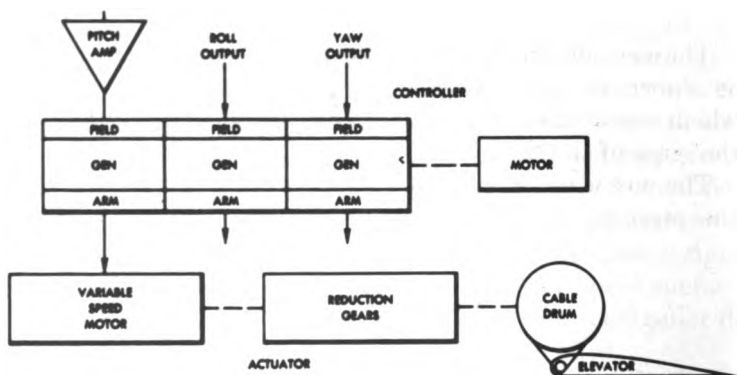 PITCH
AMP
ROLL
OUTPUT
YAW
OUTPUT
CONTROLLER
FIELD
FIELD
FIELD
GEN
GEN
GEN
MOTOR
ARM
ARM
ARM
VARIABLE
SPEED
MOTOR
REDUCTION
GEARS
CABLE
DRUM
ACTUATOR
ELEVATOR